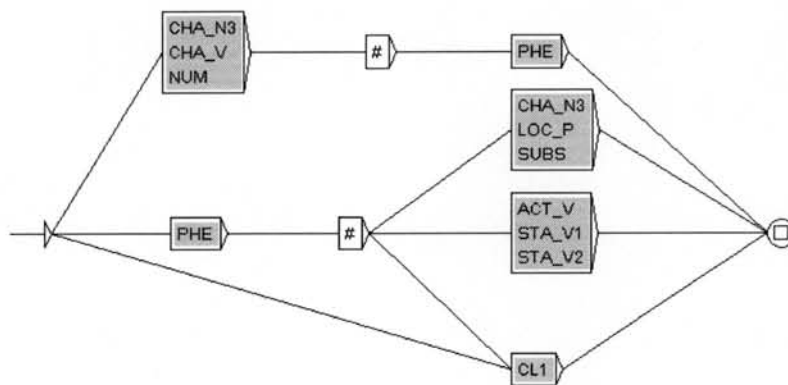 CHA_N3
CHA_V
NUM
#
PHE
CHA_N3
LOC_P
SUBS
PHE
#
ACT_V
STA_V1
STA_V2
CL1